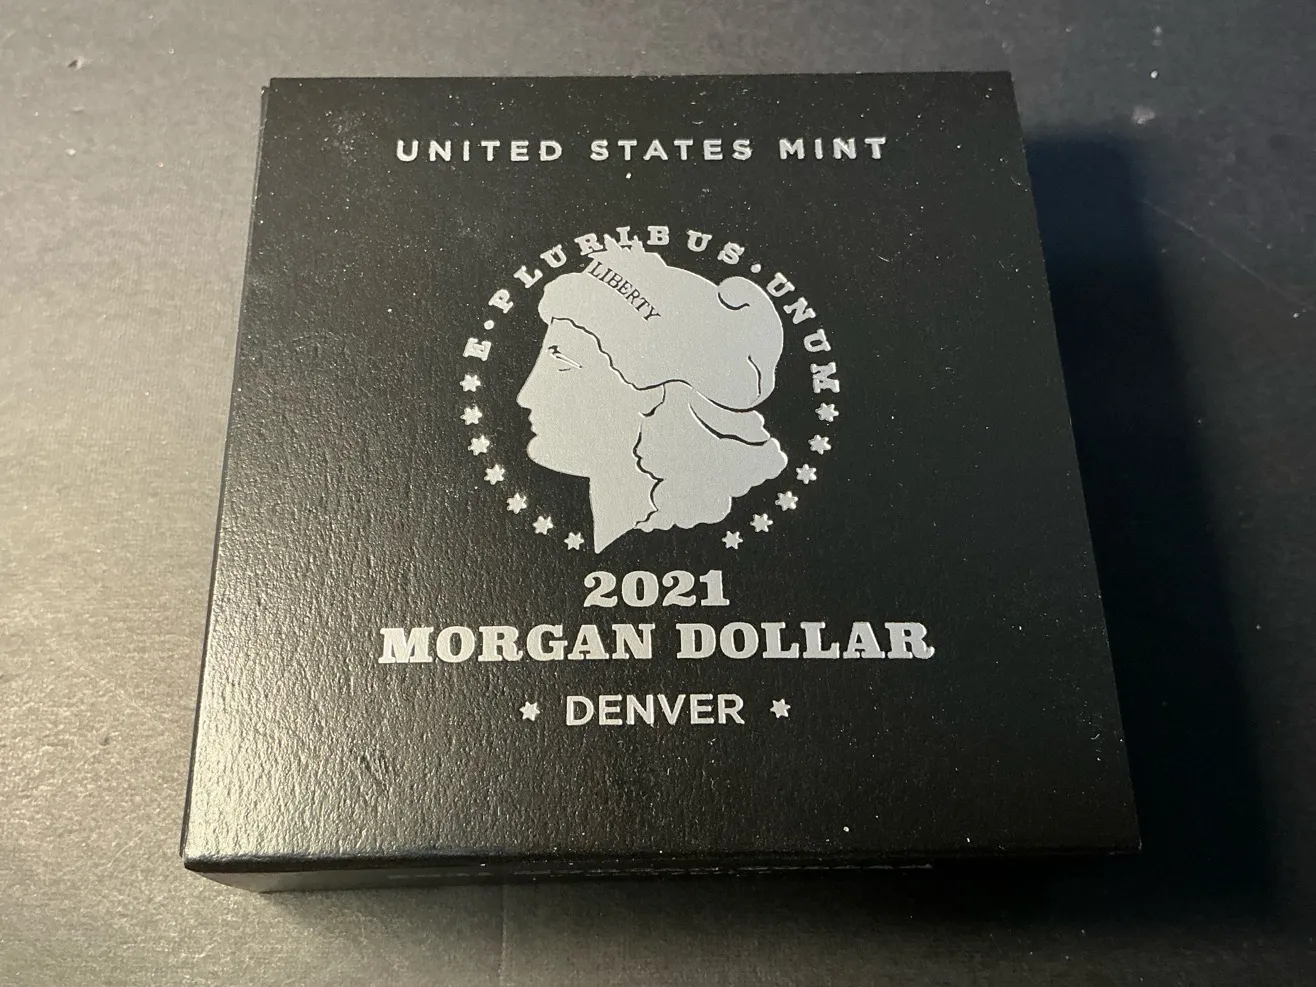 UNITED STATES MINT
E·PLURIBUS·UNUM
LIBERTY
2021
MORGAN DOLLAR
★ DENVER ★